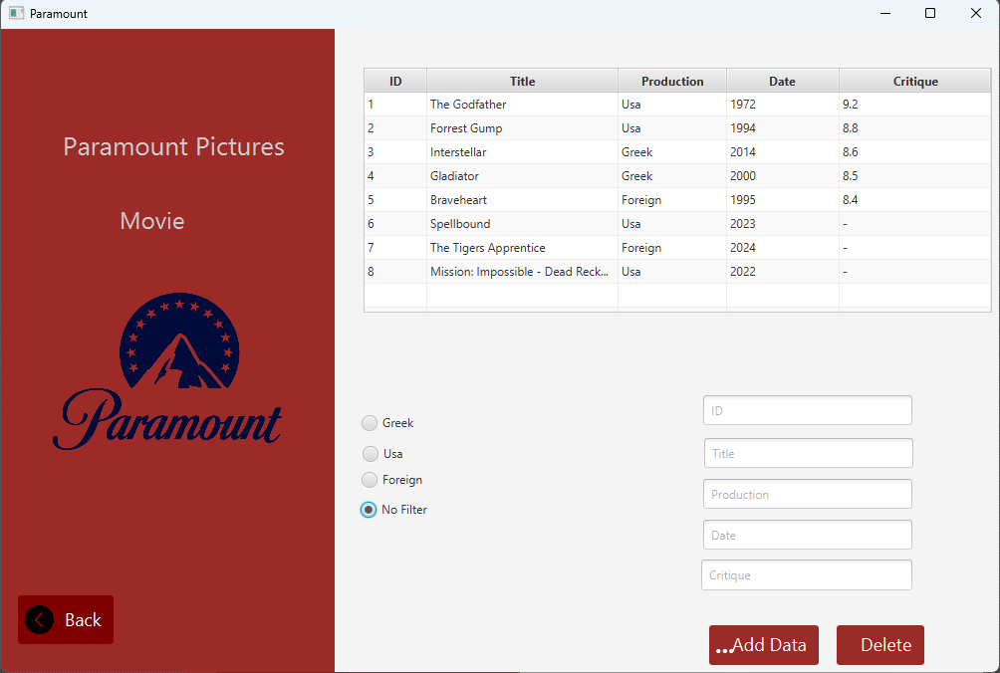 Paramount
Paramount Pictures
Movie
Paramount
Back
ID Title Production Date Critique
1 The Godfather Usa 1972 9.2
2 Forrest Gump Usa 1994 8.8
3 Interstellar Greek 2014 8.6
4 Gladiator Greek 2000 8.5
5 Braveheart Foreign 1995 8.4
6 Spellbound Usa 2023 -
7 The Tigers Apprentice Foreign 2024 -
8 Mission: Impossible - Dead Reck... Usa 2022 -
Greek
Usa
Foreign
No Filter
ID
Title
Production
Date
Critique
...Add Data
Delete